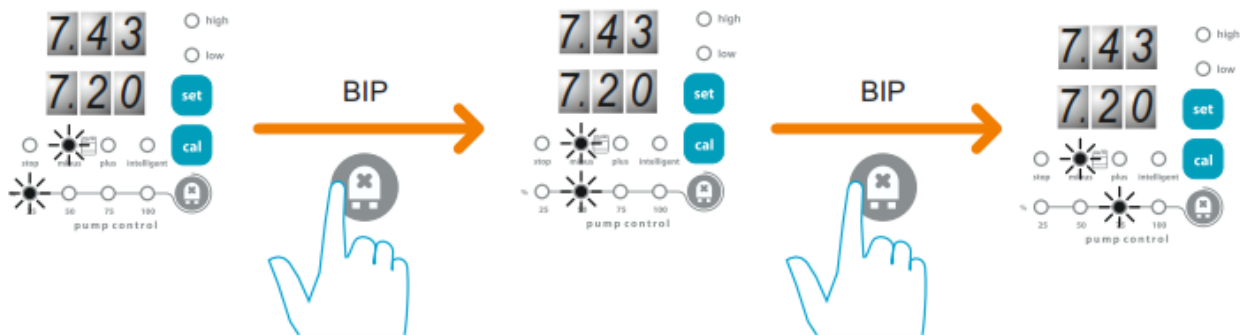 7.43
high
low
7.20
set
stop minus plus intelligent
cal
50 75 100
pump control
BIP
7.43
high
low
7.20
set
stop minus plus intelligent
cal
% 25 75 100
pump control
BIP
7.43
high
low
7.20
set
stop minus plus intelligent
cal
% 25 50 100
pump control